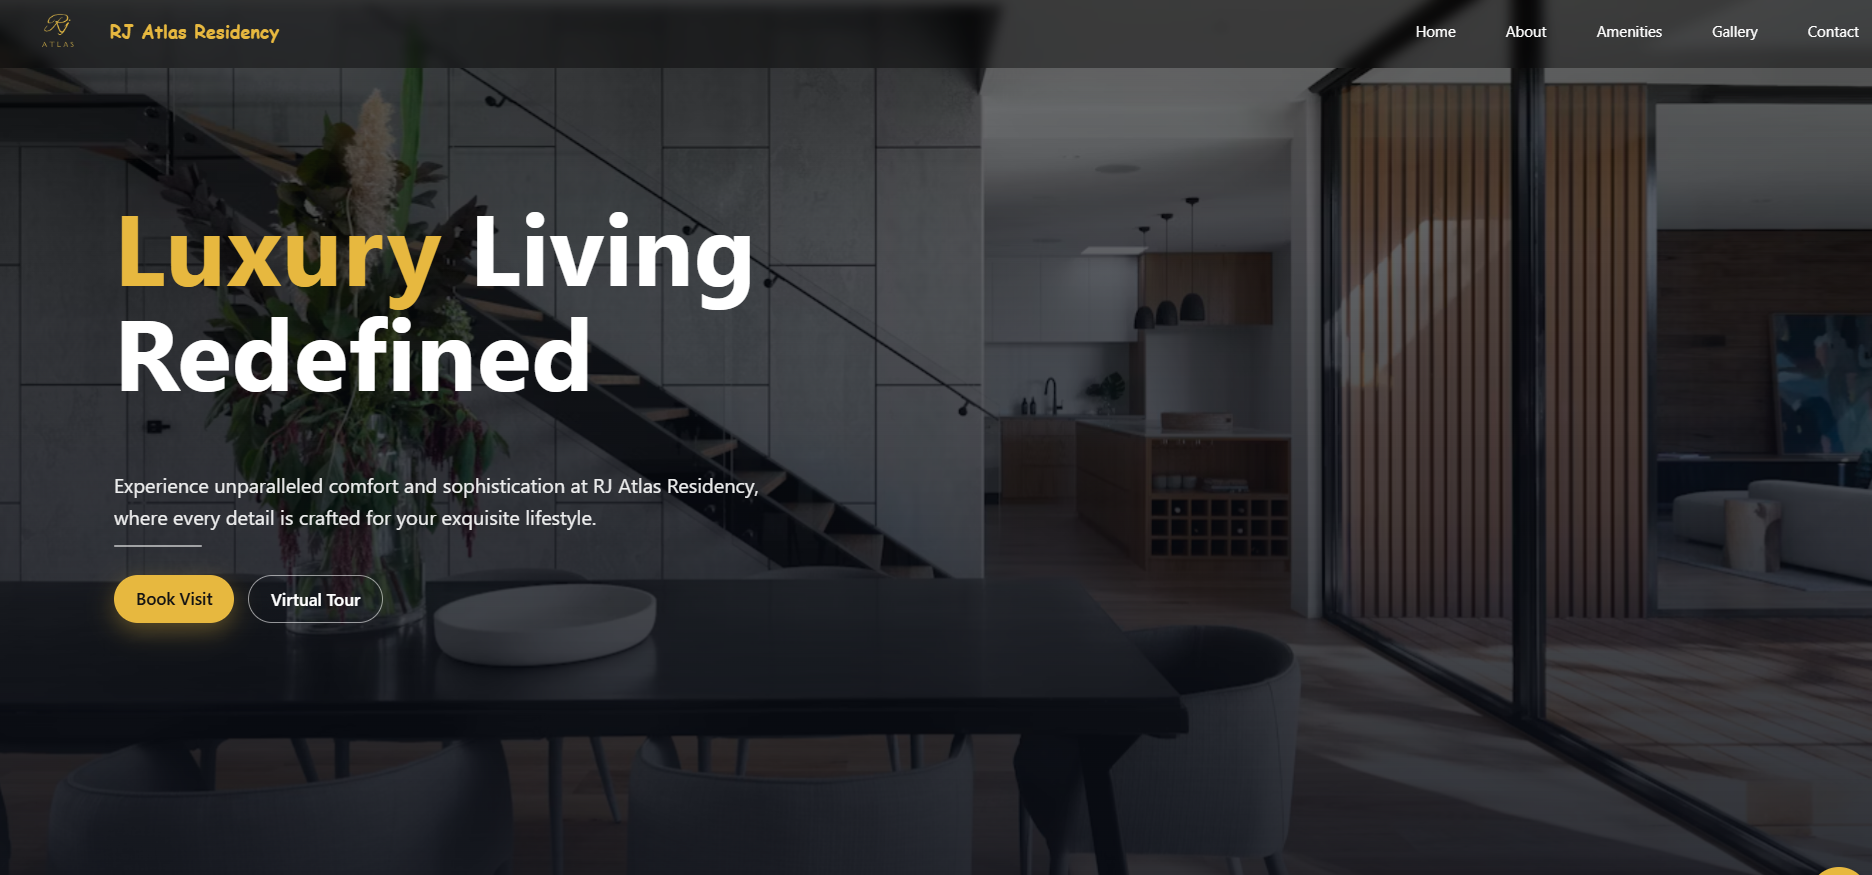 RJ
ATLAS
RJ Atlas Residency
Home
About
Amenities
Gallery
Contact
Luxury Living
Redefined
Experience unparalleled comfort and sophistication at RJ Atlas Residency,
where every detail is crafted for your exquisite lifestyle.
Book Visit
Virtual Tour